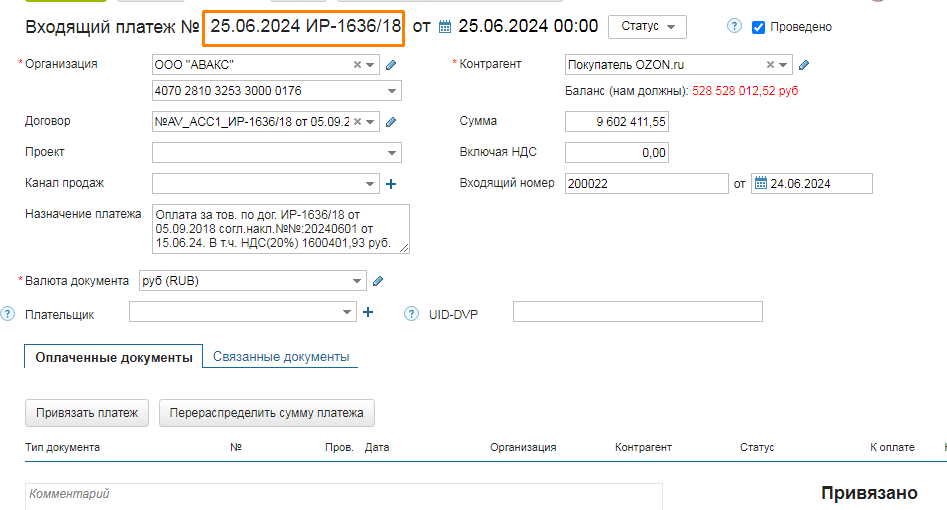 Входящий платеж № 25.06.2024 ИР-1636/18 от 25.06.2024 00:00 Статус ? Проведено
* Организация ООО "АВАКС" * Контрагент Покупатель OZON.ru
4070 2810 3253 3000 0176 Баланс (нам должны): 528 528 012,52 руб
Договор №AV_ACC1_ИР-1636/18 от 05.09.2 Сумма 9 602 411,55
Проект Включая НДС 0,00
Канал продаж Входящий номер 200022 от 24.06.2024
Назначение платежа Оплата за тов. по дог. ИР-1636/18 от
05.09.2018 согл.накл.№№:20240601 от
15.06.24. В т.ч. НДС(20%) 1600401,93 руб.
* Валюта документа руб (RUB)
? Плательщик ? UID-DVP
Оплаченные документы Связанные документы
Привязать платеж Перераспределить сумму платежа
Тип документа № Пров. Дата Организация Контрагент Статус К оплате
Комментарий Привязано